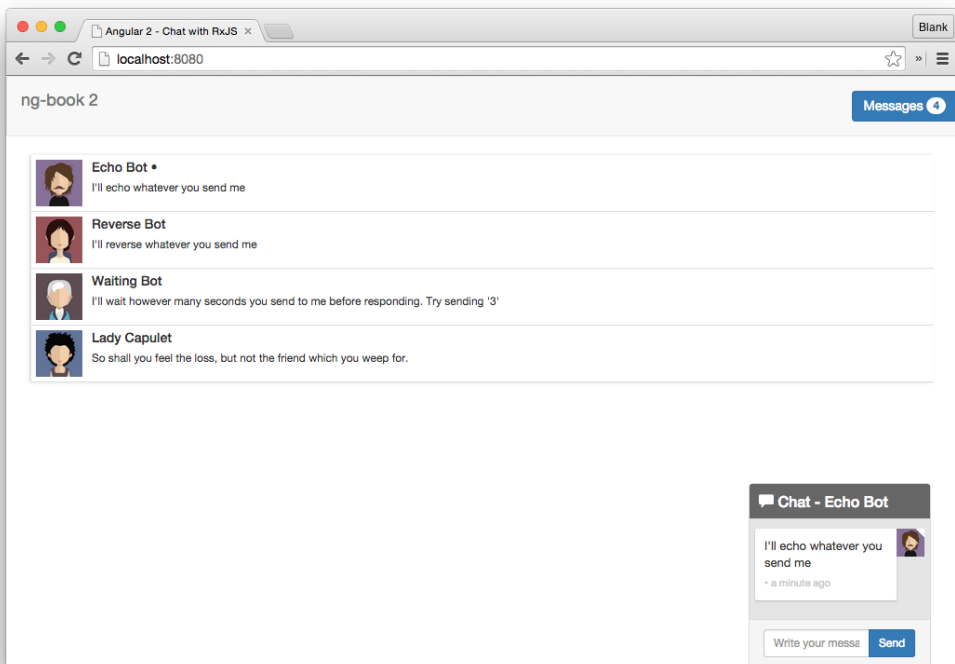 Angular 2 - Chat with RxJS
Blank
localhost:8080
»
ng-book 2
Messages 4
Echo Bot •
I'll echo whatever you send me
Reverse Bot
I'll reverse whatever you send me
Waiting Bot
I'll wait however many seconds you send to me before responding. Try sending '3'
Lady Capulet
So shall you feel the loss, but not the friend which you weep for.
Chat - Echo Bot
I'll echo whatever you
send me
• a minute ago
Write your messa
Send